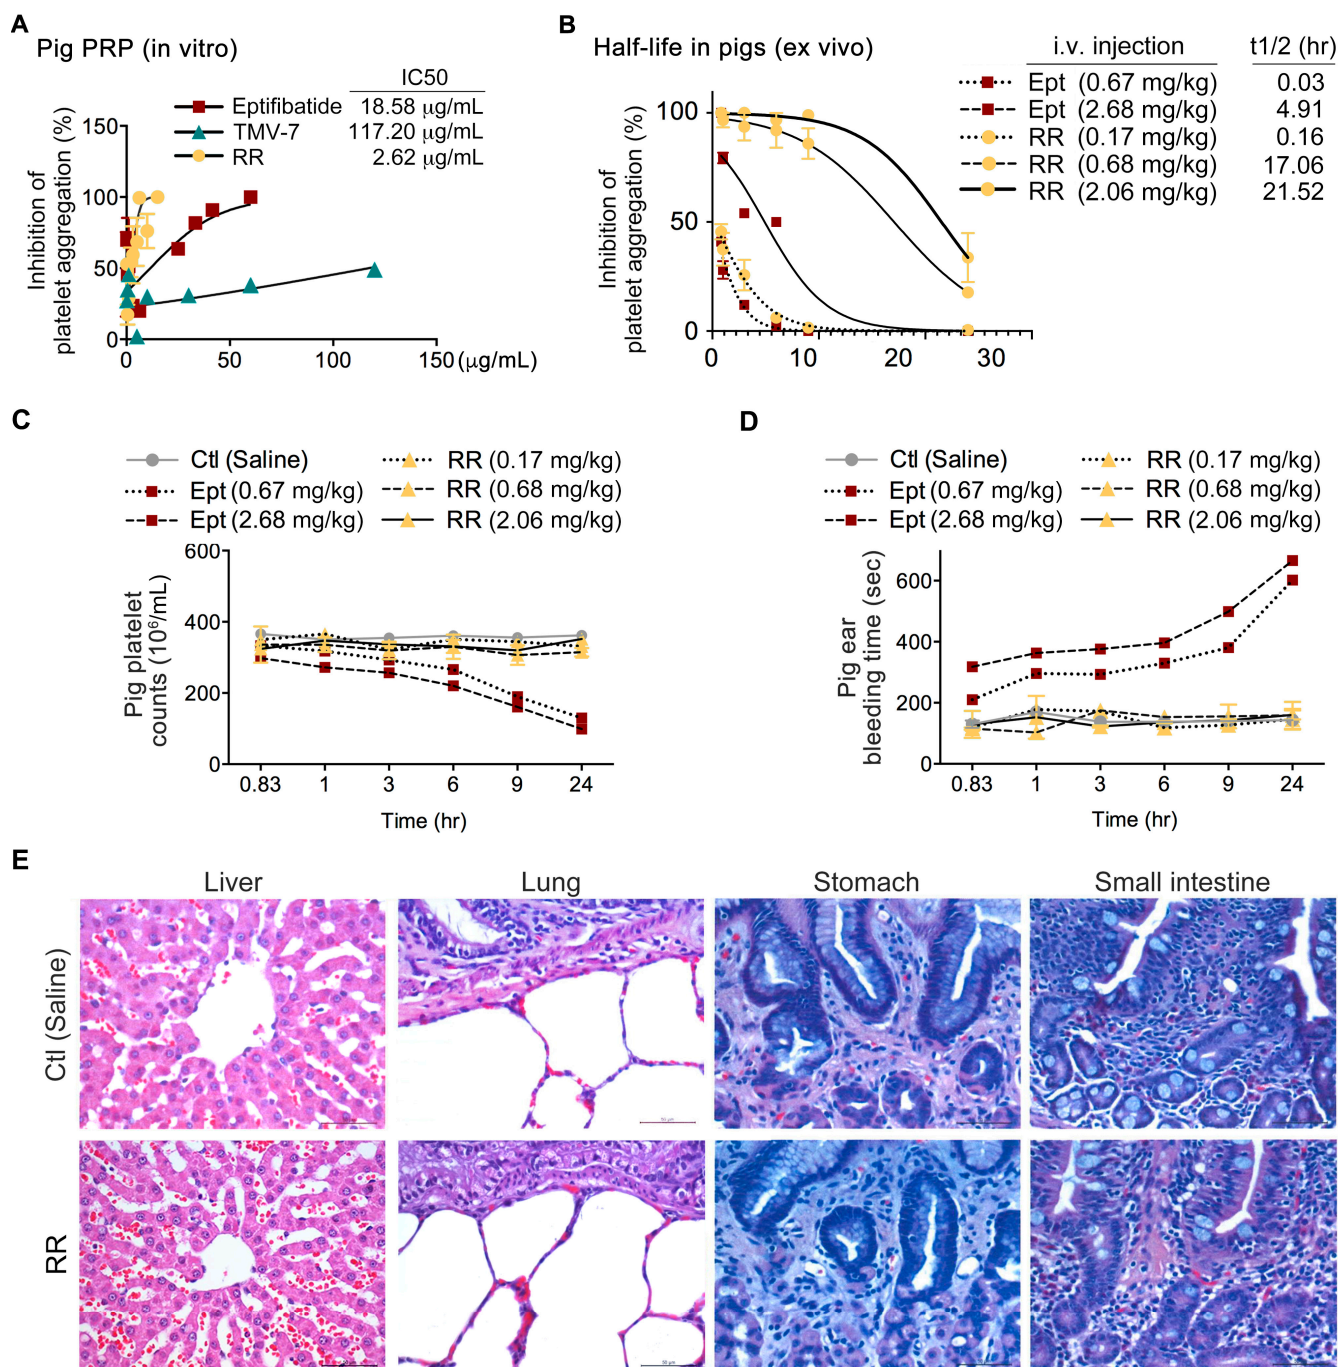 A
Pig PRP (in vitro)
IC50
Eptifibatide 18.58 µg/mL
TMV-7 117.20 µg/mL
RR 2.62 µg/mL
Inhibition of
platelet aggregation (%)
150
100
50
0
0 50 100 150 (µg/mL)
B
Half-life in pigs (ex vivo)
i.v. injection t1/2 (hr)
Ept (0.67 mg/kg) 0.03
Ept (2.68 mg/kg) 4.91
RR (0.17 mg/kg) 0.16
RR (0.68 mg/kg) 17.06
RR (2.06 mg/kg) 21.52
Inhibition of
platelet aggregation (%)
100
50
0
0 10 20 30
C
Ctl (Saline) RR (0.17 mg/kg)
Ept (0.67 mg/kg) RR (0.68 mg/kg)
Ept (2.68 mg/kg) RR (2.06 mg/kg)
Pig platelet
counts (10⁶/mL)
600
400
200
0
0.83 1 3 6 9 24
Time (hr)
D
Ctl (Saline) RR (0.17 mg/kg)
Ept (0.67 mg/kg) RR (0.68 mg/kg)
Ept (2.68 mg/kg) RR (2.06 mg/kg)
Pig ear
bleeding time (sec)
600
400
200
0
0.83 1 3 6 9 24
Time (hr)
E
Liver Lung Stomach Small intestine
Ctl (Saline)
RR